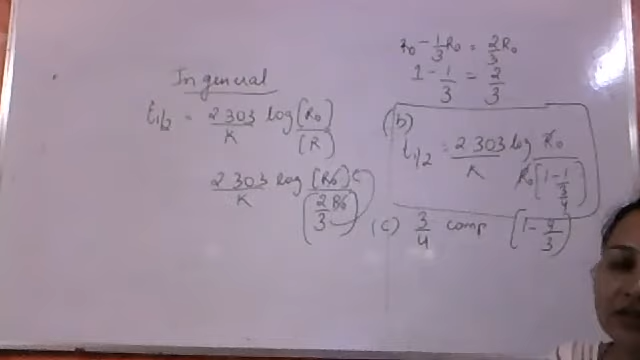 In general
t1/2 = 2 303/K log [R0]/[R]
2 303/K log [R0]/[2/3 R0]
r0 - 1/3 R0 = 2/3 R0
1 - 1/3 = 2/3
(b)
t1/2 = 2 303/K log R0/R0[1 - 1/
(c) 3/4 comp [1 - 4/3]